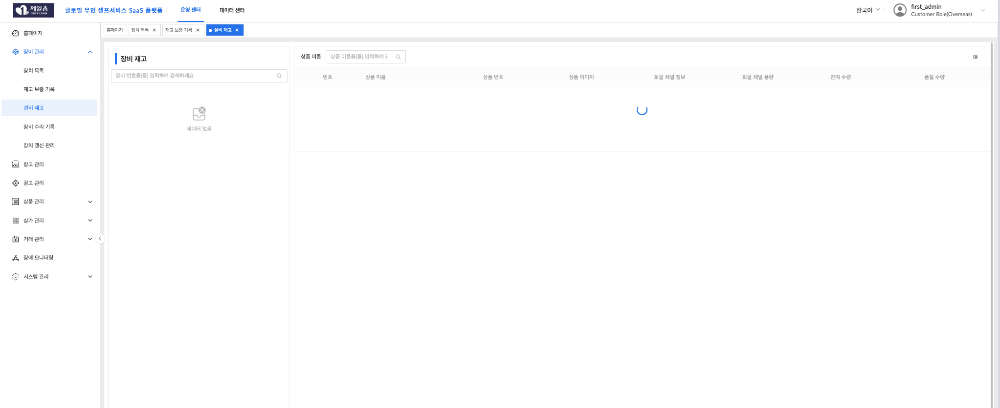 제일참 FIRST CHAM
글로벌 무인 셀프서비스 SaaS 플랫폼
운영 센터
데이터 센터
한국어
first_admin
Customer Role(Overseas)
홈페이지
장치 목록
재고 보충 기록
설비 재고
홈페이지
장비 관리
장치 목록
재고 보충 기록
설비 재고
장비 수리 기록
장치 갱신 관리
창고 관리
광고 관리
상품 관리
상가 관리
거래 관리
장애 모니터링
시스템 관리
장비 재고
장비 번호을(를) 입력하여 검색하세요
데이터 없음
상품 이름
상품 이름을(를) 입력하여
번호 상품 이름 상품 번호 상품 이미지 화물 채널 정보 화물 채널 용량 잔여 수량 품절 수량